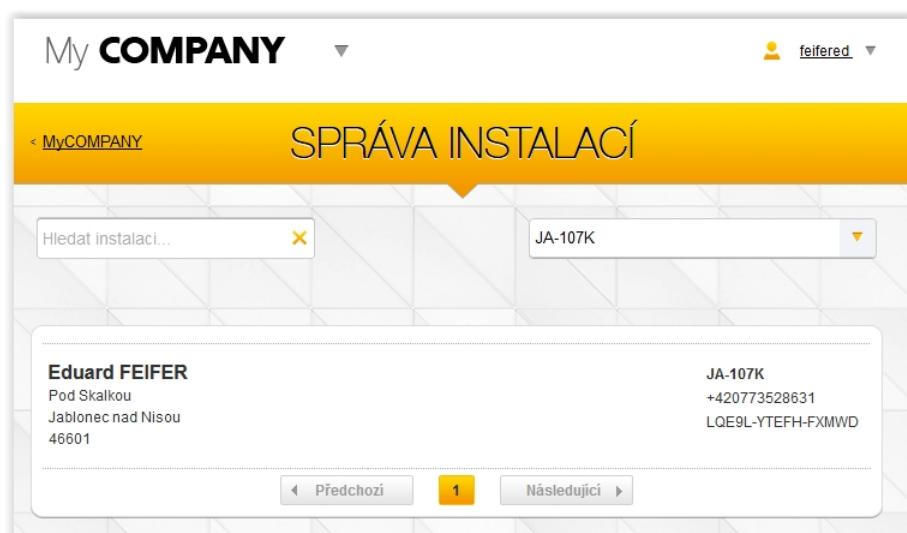 My COMPANY
feifered
< MyCOMPANY
SPRÁVA INSTALACÍ
Hledat instalaci...
JA-107K
Eduard FEIFER
Pod Skalkou
Jablonec nad Nisou
46601
JA-107K
+420773528631
LQE9L-YTEFH-FXMWD
Předchozí
1
Následující